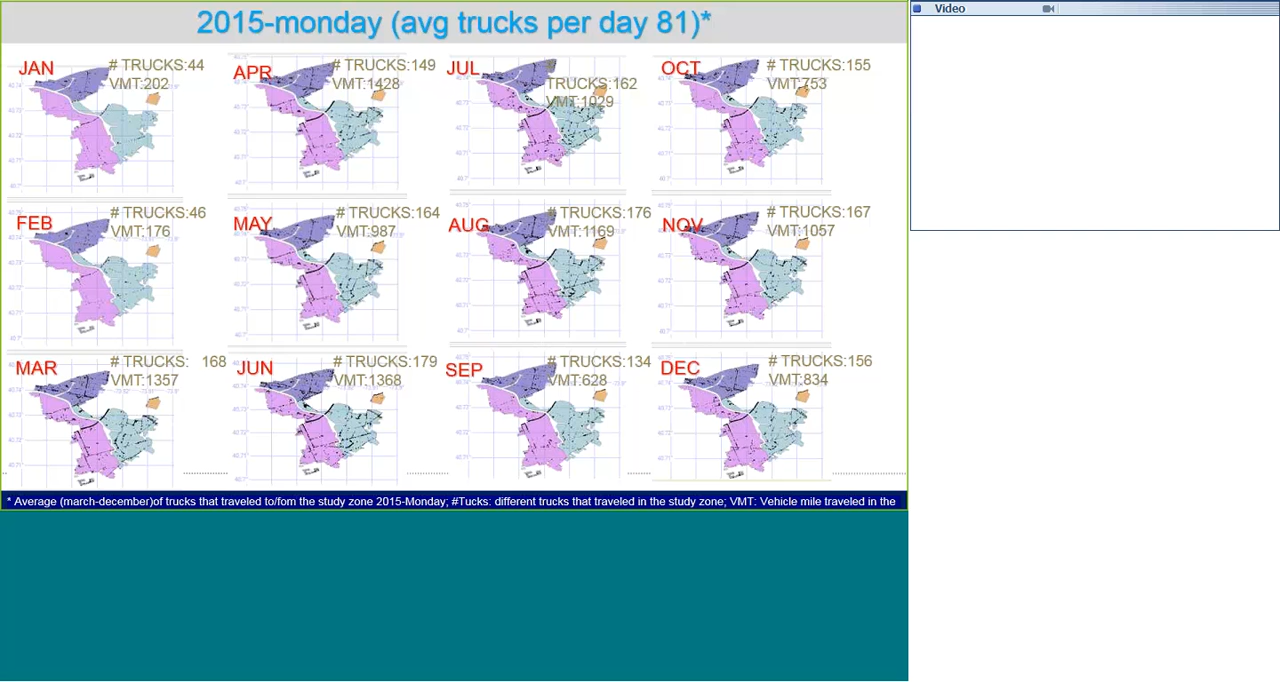 2015-monday (avg trucks per day 81)*
Video
JAN
# TRUCKS:44
VMT:202
APR
# TRUCKS:149
VMT:1428
JUL
#
TRUCKS:162
VMT:1029
OCT
# TRUCKS:155
VMT:753
FEB
# TRUCKS:46
VMT:176
MAY
# TRUCKS:164
VMT:987
AUG
# TRUCKS:176
VMT:1169
NOV
# TRUCKS:167
VMT:1057
MAR
# TRUCKS: 168
VMT:1357
JUN
# TRUCKS:179
VMT:1368
SEP
# TRUCKS:134
VMT:628
DEC
# TRUCKS:156
VMT:834
* Average (march-december)of trucks that traveled to/fom the study zone 2015-Monday; #Tucks: different trucks that traveled in the study zone; VMT: Vehicle mile traveled in the